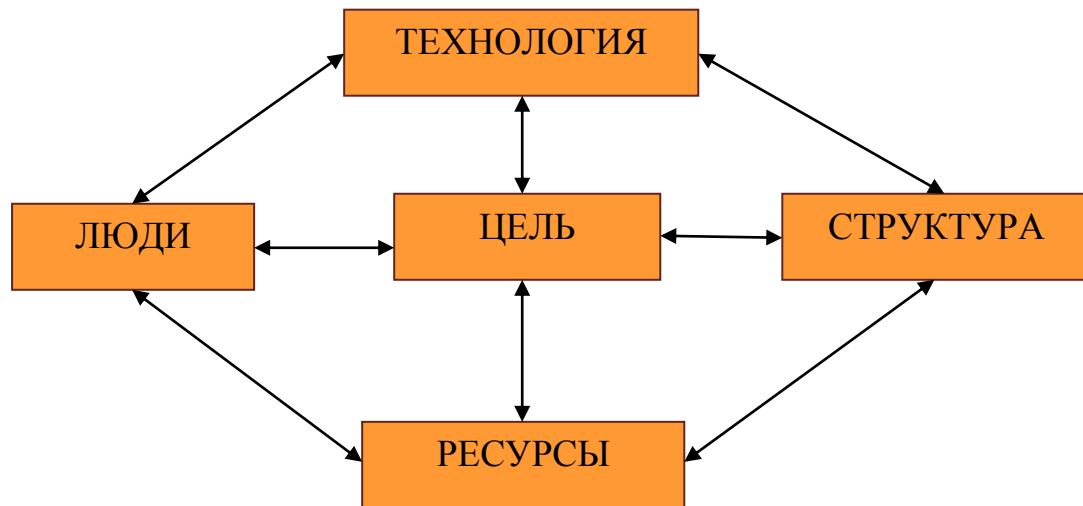 ТЕХНОЛОГИЯ
ЛЮДИ
ЦЕЛЬ
СТРУКТУРА
РЕСУРСЫ